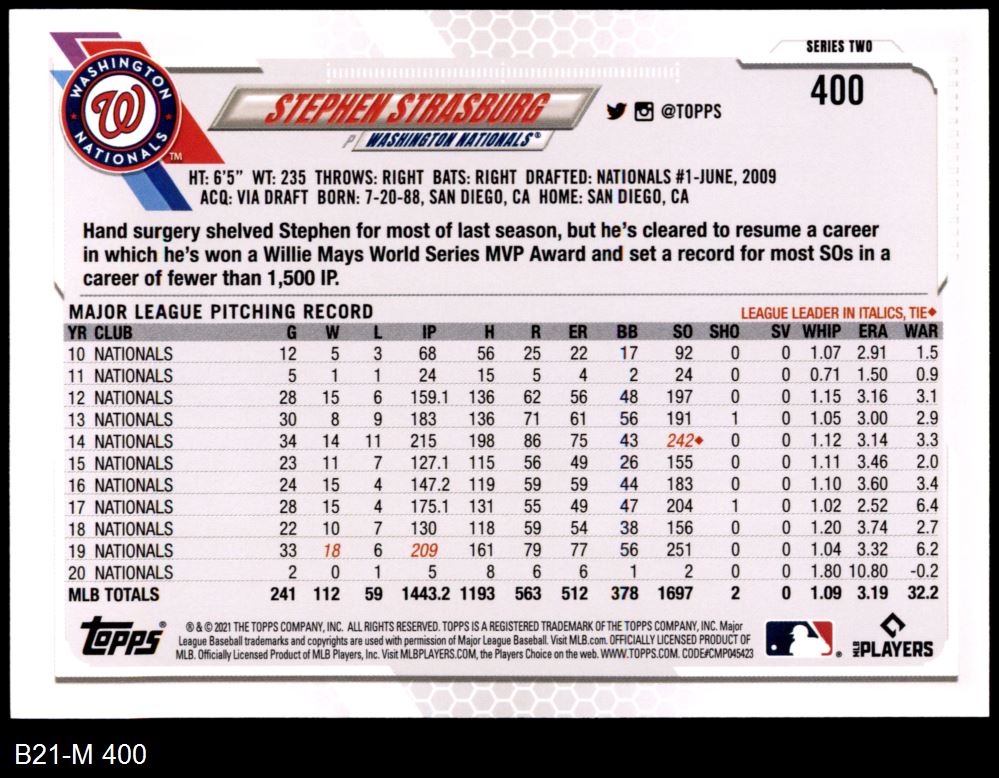 SERIES TWO
400
WASHINGTON
W
NATIONALS
TM
STEPHEN STRASBURG
P WASHINGTON NATIONALS®
@TOPPS
HT: 6'5" WT: 235 THROWS: RIGHT BATS: RIGHT DRAFTED: NATIONALS #1-JUNE, 2009
ACQ: VIA DRAFT BORN: 7-20-88, SAN DIEGO, CA HOME: SAN DIEGO, CA
Hand surgery shelved Stephen for most of last season, but he's cleared to resume a career
in which he's won a Willie Mays World Series MVP Award and set a record for most SOs in a
career of fewer than 1,500 IP.
MAJOR LEAGUE PITCHING RECORD LEAGUE LEADER IN ITALICS, TIE◆
YR CLUB G W L IP H R ER BB SO SHO SV WHIP ERA WAR
10 NATIONALS 12 5 3 68 56 25 22 17 92 0 0 1.07 2.91 1.5
11 NATIONALS 5 1 1 24 15 5 4 2 24 0 0 0.71 1.50 0.9
12 NATIONALS 28 15 6 159.1 136 62 56 48 197 0 0 1.15 3.16 3.1
13 NATIONALS 30 8 9 183 136 71 61 56 191 1 0 1.05 3.00 2.9
14 NATIONALS 34 14 11 215 198 86 75 43 242◆ 0 0 1.12 3.14 3.3
15 NATIONALS 23 11 7 127.1 115 56 49 26 155 0 0 1.11 3.46 2.0
16 NATIONALS 24 15 4 147.2 119 59 59 44 183 0 0 1.10 3.60 3.4
17 NATIONALS 28 15 4 175.1 131 55 49 47 204 1 0 1.02 2.52 6.4
18 NATIONALS 22 10 7 130 118 59 54 38 156 0 0 1.20 3.74 2.7
19 NATIONALS 33 18 6 209 161 79 77 56 251 0 0 1.04 3.32 6.2
20 NATIONALS 2 0 1 5 8 6 6 1 2 0 0 1.80 10.80 -0.2
MLB TOTALS 241 112 59 1443.2 1193 563 512 378 1697 2 0 1.09 3.19 32.2
Topps®
® & © 2021 THE TOPPS COMPANY, INC. ALL RIGHTS RESERVED. TOPPS IS A REGISTERED TRADEMARK OF THE TOPPS COMPANY, INC. Major
League Baseball trademarks and copyrights are used with permission of Major League Baseball. Visit MLB.com. OFFICIALLY LICENSED PRODUCT OF
MLB. Officially Licensed Product of MLB Players, Inc. Visit MLBPLAYERS.COM, the Players Choice on the web. WWW.TOPPS.COM. CODE#CMP045423
MLB PLAYERS
B21-M 400